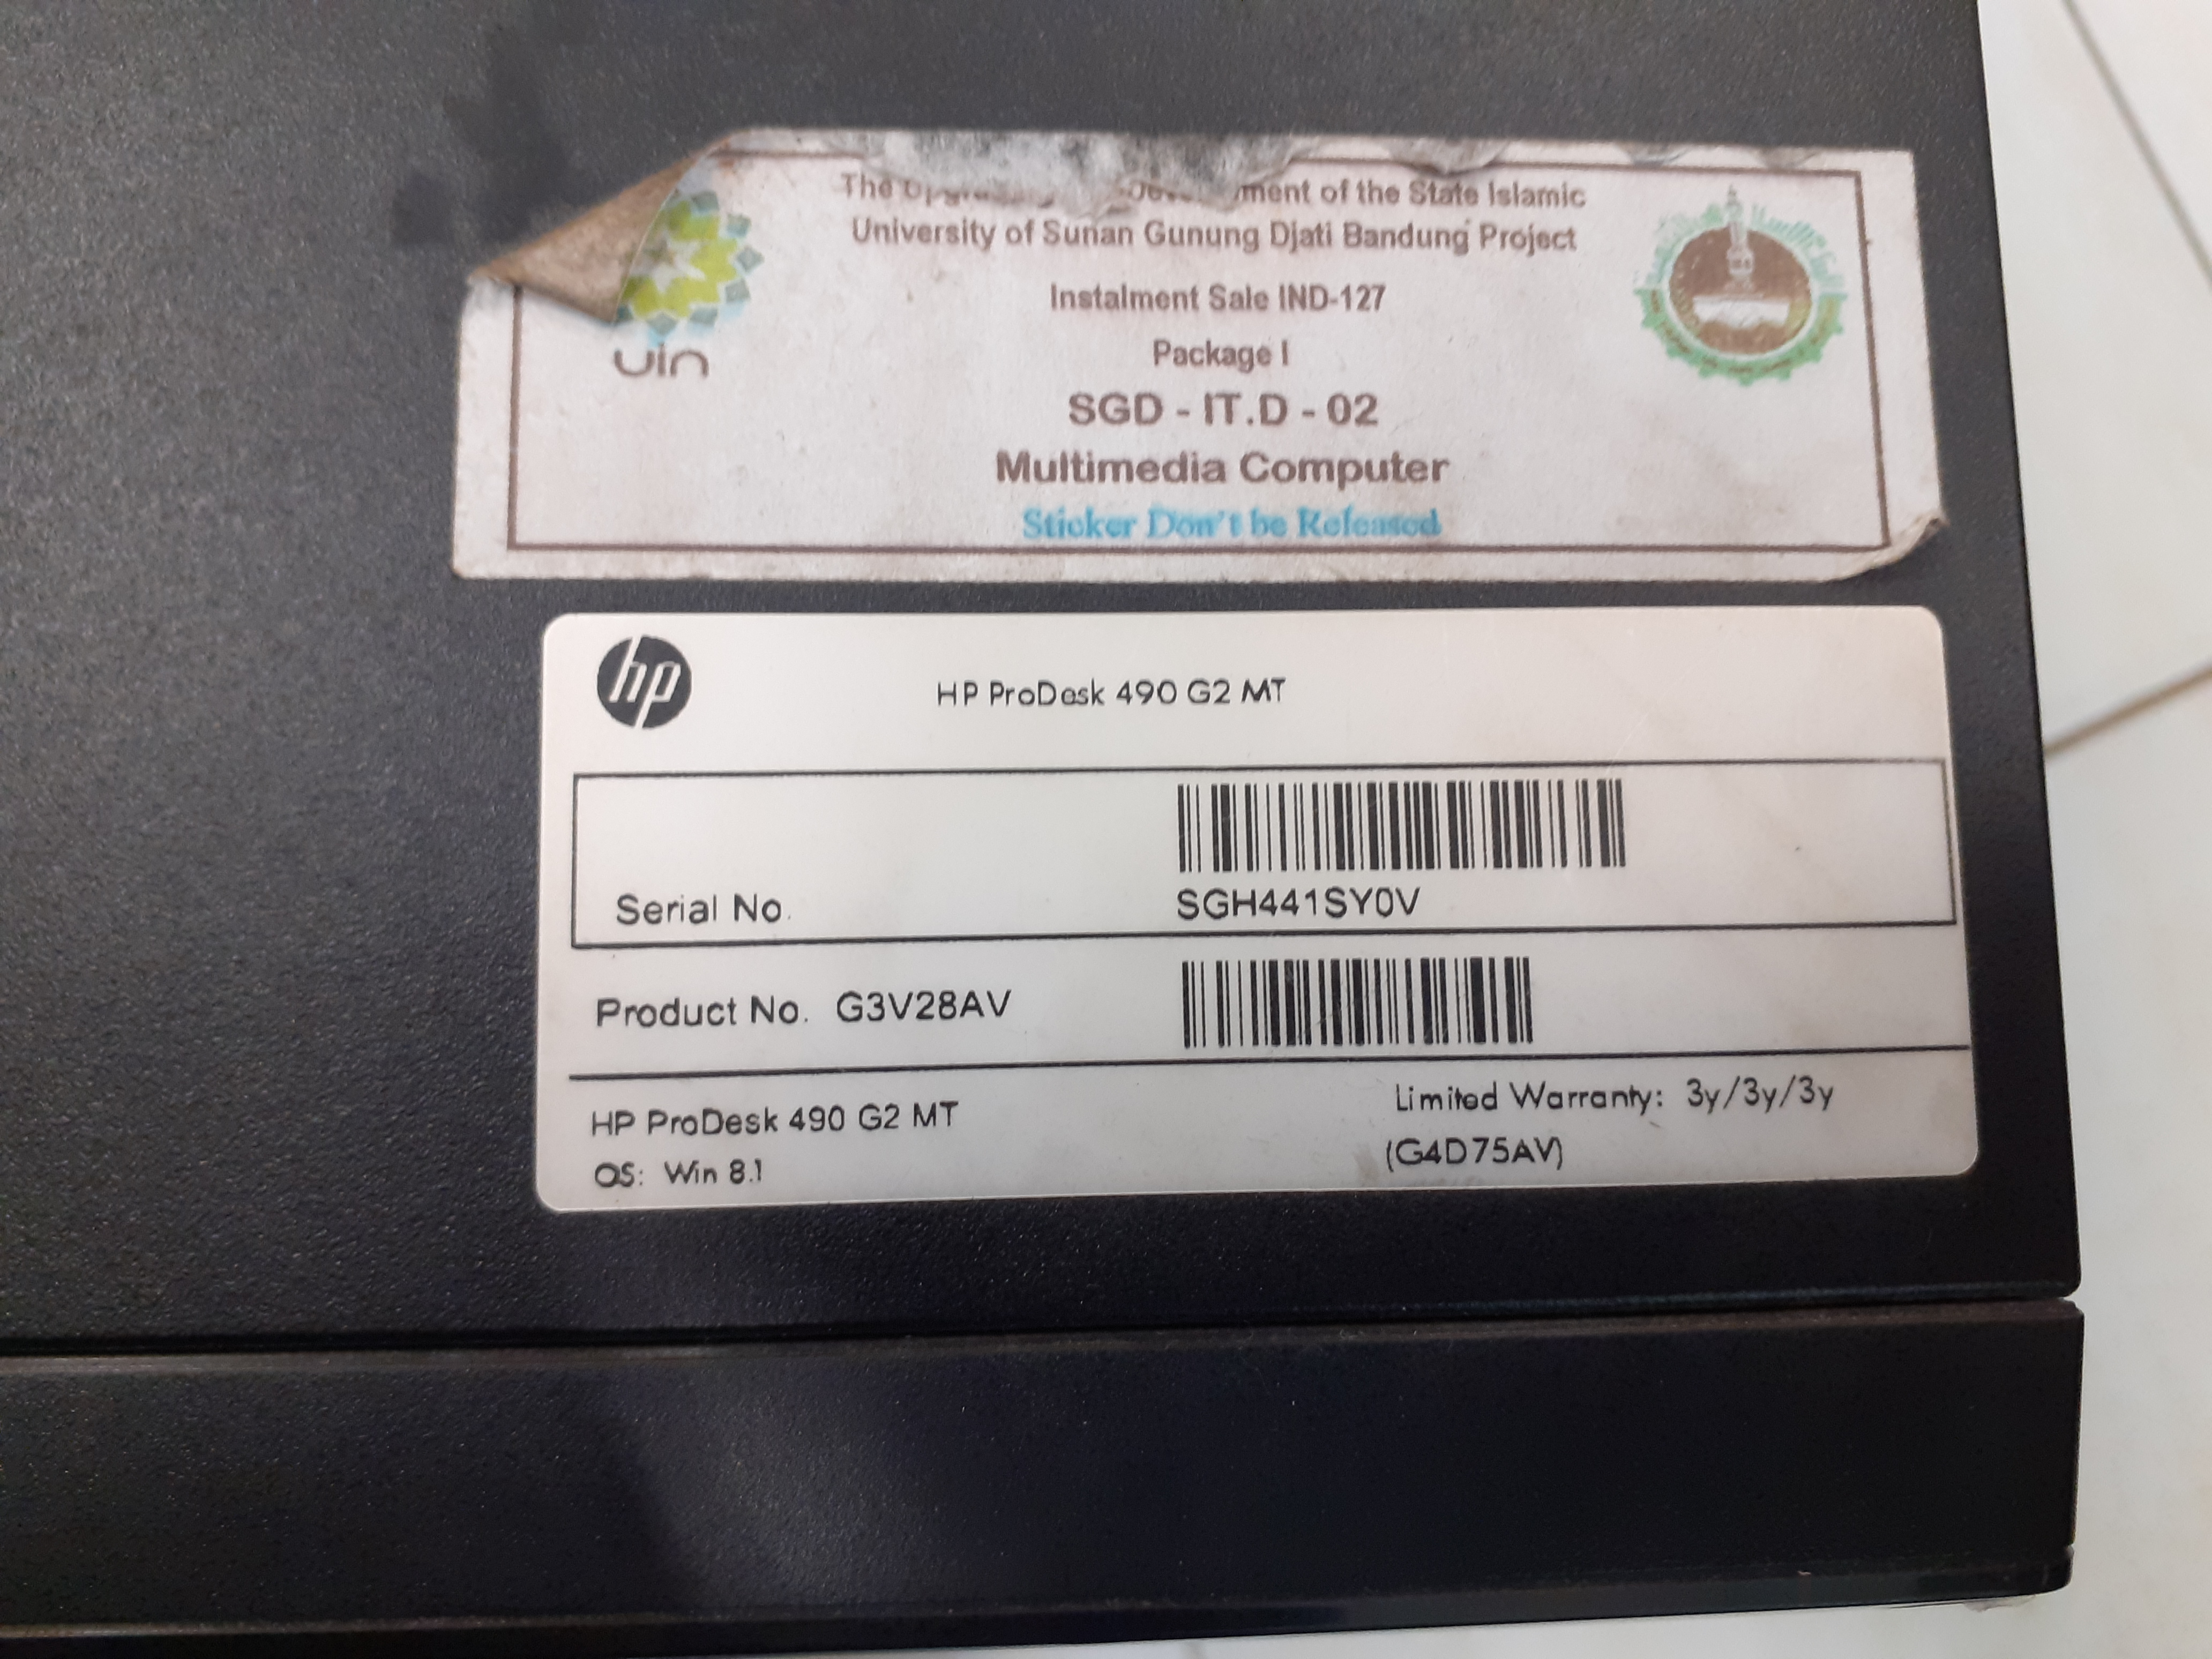 The ment of the State Islamic
University of Sunan Gunung Djati Bandung Project
Instalment Sale IND-127
Package I
SGD - IT.D - 02
Multimedia Computer
Sticker Don't be Released
uin
hp
HP ProDesk 490 G2 MT
SGH441SY0V
Serial No.
Product No. G3V28AV
HP ProDesk 490 G2 MT
Limited Warranty: 3y/3y/3y
OS: Win 8.1
(G4D75AV)